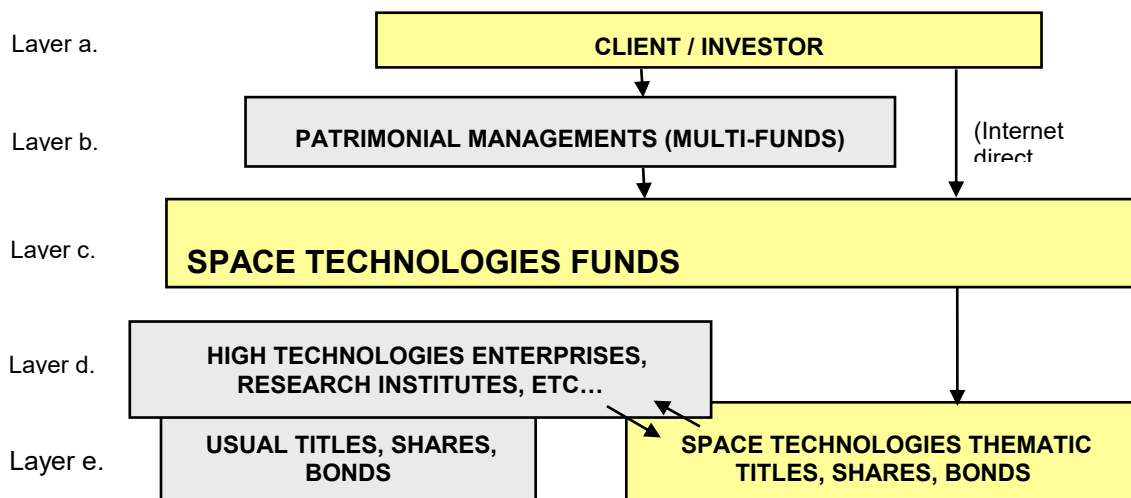 Layer a.
CLIENT / INVESTOR
Layer b.
PATRIMONIAL MANAGEMENTS (MULTI-FUNDS)
(Internet
direct
Layer c.
SPACE TECHNOLOGIES FUNDS
Layer d.
HIGH TECHNOLOGIES ENTERPRISES,
RESEARCH INSTITUTES, ETC…
Layer e.
USUAL TITLES, SHARES,
BONDS
SPACE TECHNOLOGIES THEMATIC
TITLES, SHARES, BONDS